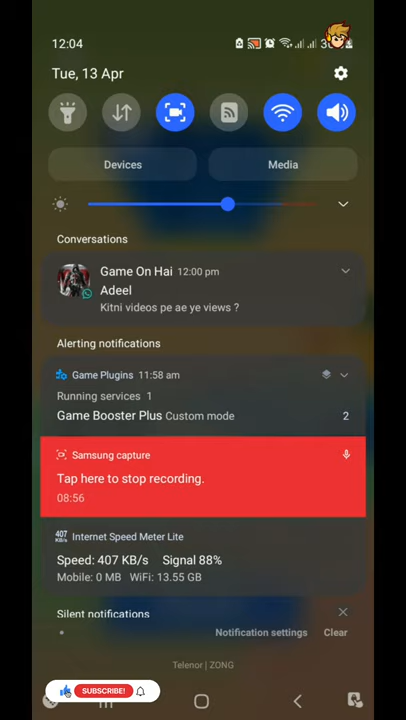 12:04
Tue, 13 Apr
Devices
Media
Conversations
Game On Hai 12:00 pm
Adeel
Kitni videos pe ae ye views ?
Alerting notifications
Game Plugins 11:58 am
Running services 1
Game Booster Plus Custom mode 2
Samsung capture
Tap here to stop recording.
08:56
407 KB/s Internet Speed Meter Lite
Speed: 407 KB/s Signal 88%
Mobile: 0 MB WiFi: 13.55 GB
Silent notifications
Notification settings Clear
Telenor | ZONG
SUBSCRIBE!